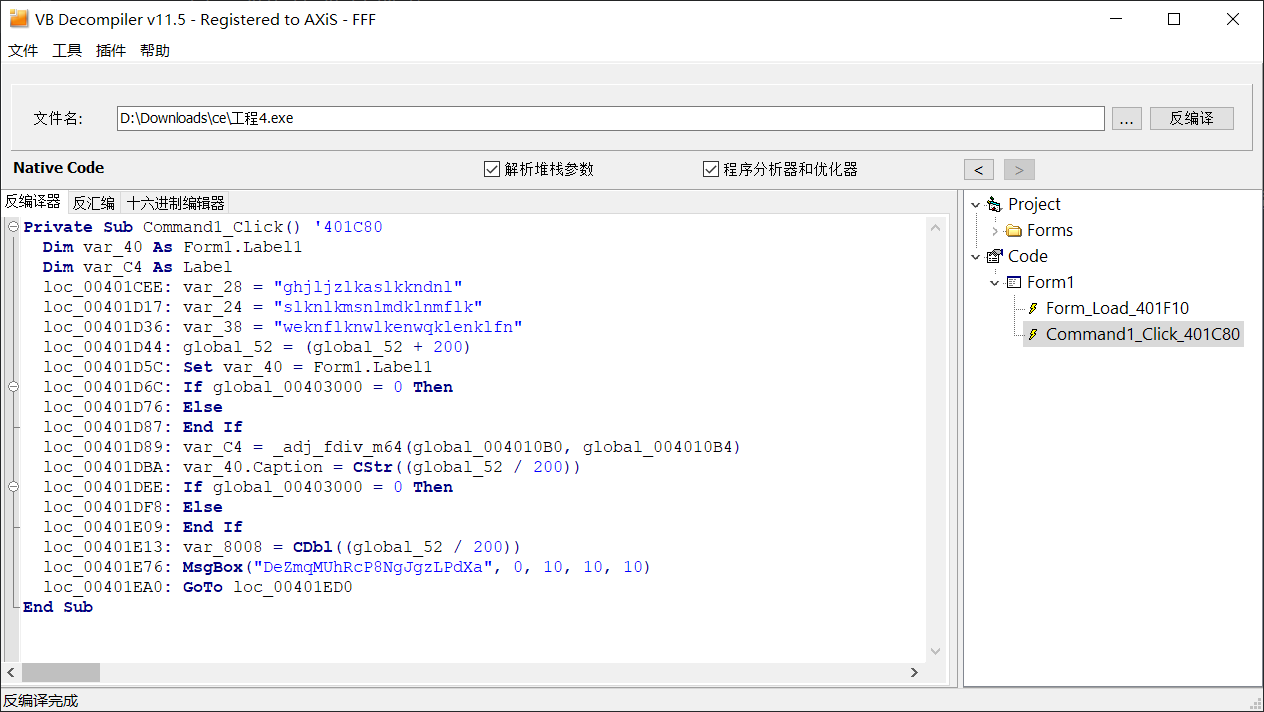 VB Decompiler v11.5 - Registered to AXiS - FFF
文件 工具 插件 帮助
文件名: D:\Downloads\ce\工程4.exe ... 反编译
Native Code 解析堆栈参数 程序分析器和优化器 < >
反编译器 反汇编 十六进制编辑器
Private Sub Command1_Click() '401C80
Dim var_40 As Form1.Label1
Dim var_C4 As Label
loc_00401CEE: var_28 = "ghjljzlkaslkkndnl"
loc_00401D17: var_24 = "slknlkmsnlmdklnmflk"
loc_00401D36: var_38 = "weknflknwlkenwqklenklfn"
loc_00401D44: global_52 = (global_52 + 200)
loc_00401D5C: Set var_40 = Form1.Label1
loc_00401D6C: If global_00403000 = 0 Then
loc_00401D76: Else
loc_00401D87: End If
loc_00401D89: var_C4 = _adj_fdiv_m64(global_004010B0, global_004010B4)
loc_00401DBA: var_40.Caption = CStr((global_52 / 200))
loc_00401DEE: If global_00403000 = 0 Then
loc_00401DF8: Else
loc_00401E09: End If
loc_00401E13: var_8008 = CDbl((global_52 / 200))
loc_00401E76: MsgBox("DeZmqMUhRcP8NgJgzLPdXa", 0, 10, 10, 10)
loc_00401EA0: GoTo loc_00401ED0
End Sub
Project
Forms
Code
Form1
Form_Load_401F10
Command1_Click_401C80
反编译完成